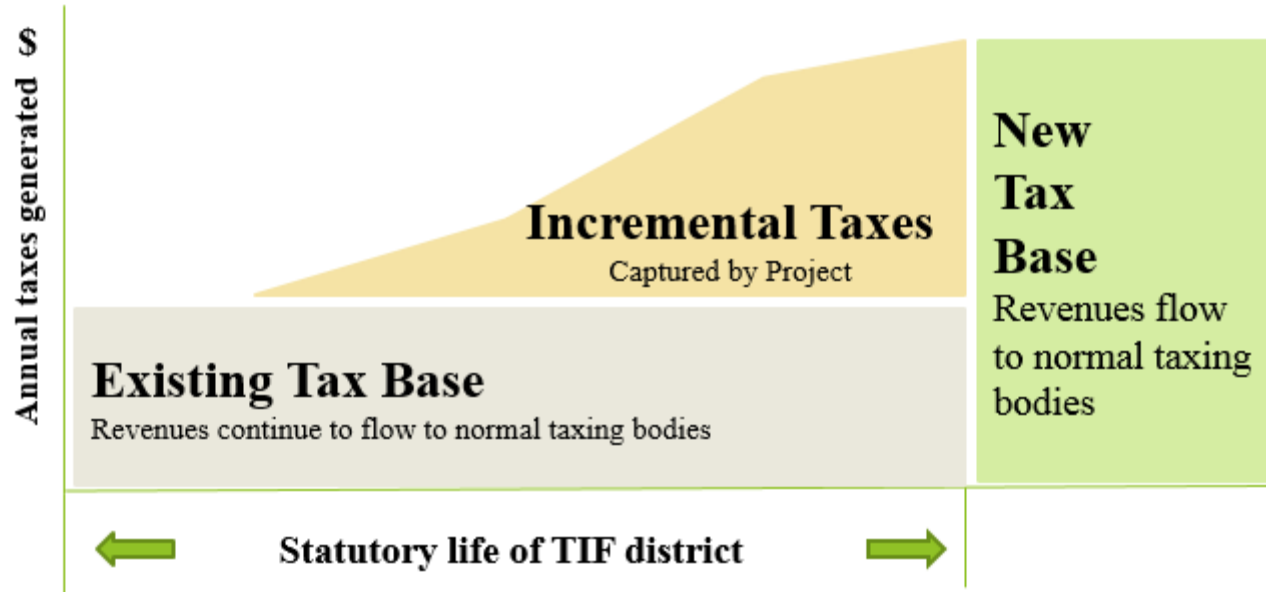 Annual taxes generated $
Incremental Taxes
Captured by Project
Existing Tax Base
Revenues continue to flow to normal taxing bodies
New
Tax
Base
Revenues flow
to normal taxing
bodies
Statutory life of TIF district